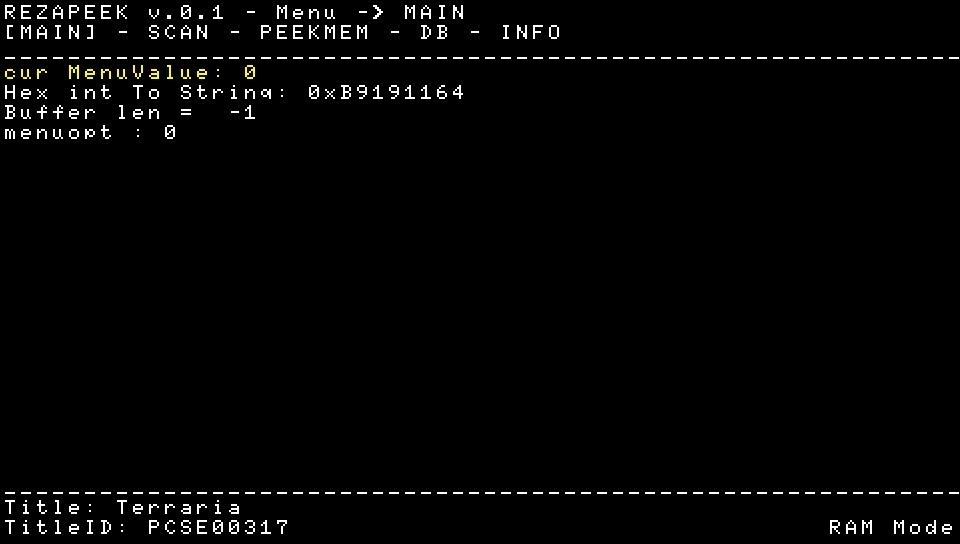 REZAPEEK v.0.1 - Menu -> MAIN
[MAIN] - SCAN - PEEKMEM - DB - INFO
cur MenuValue: 0
Hex int To String: 0xB9191164
Buffer len =  -1
menuopt : 0
Title: Terraria
TitleID: PCSE00317
RAM Mode